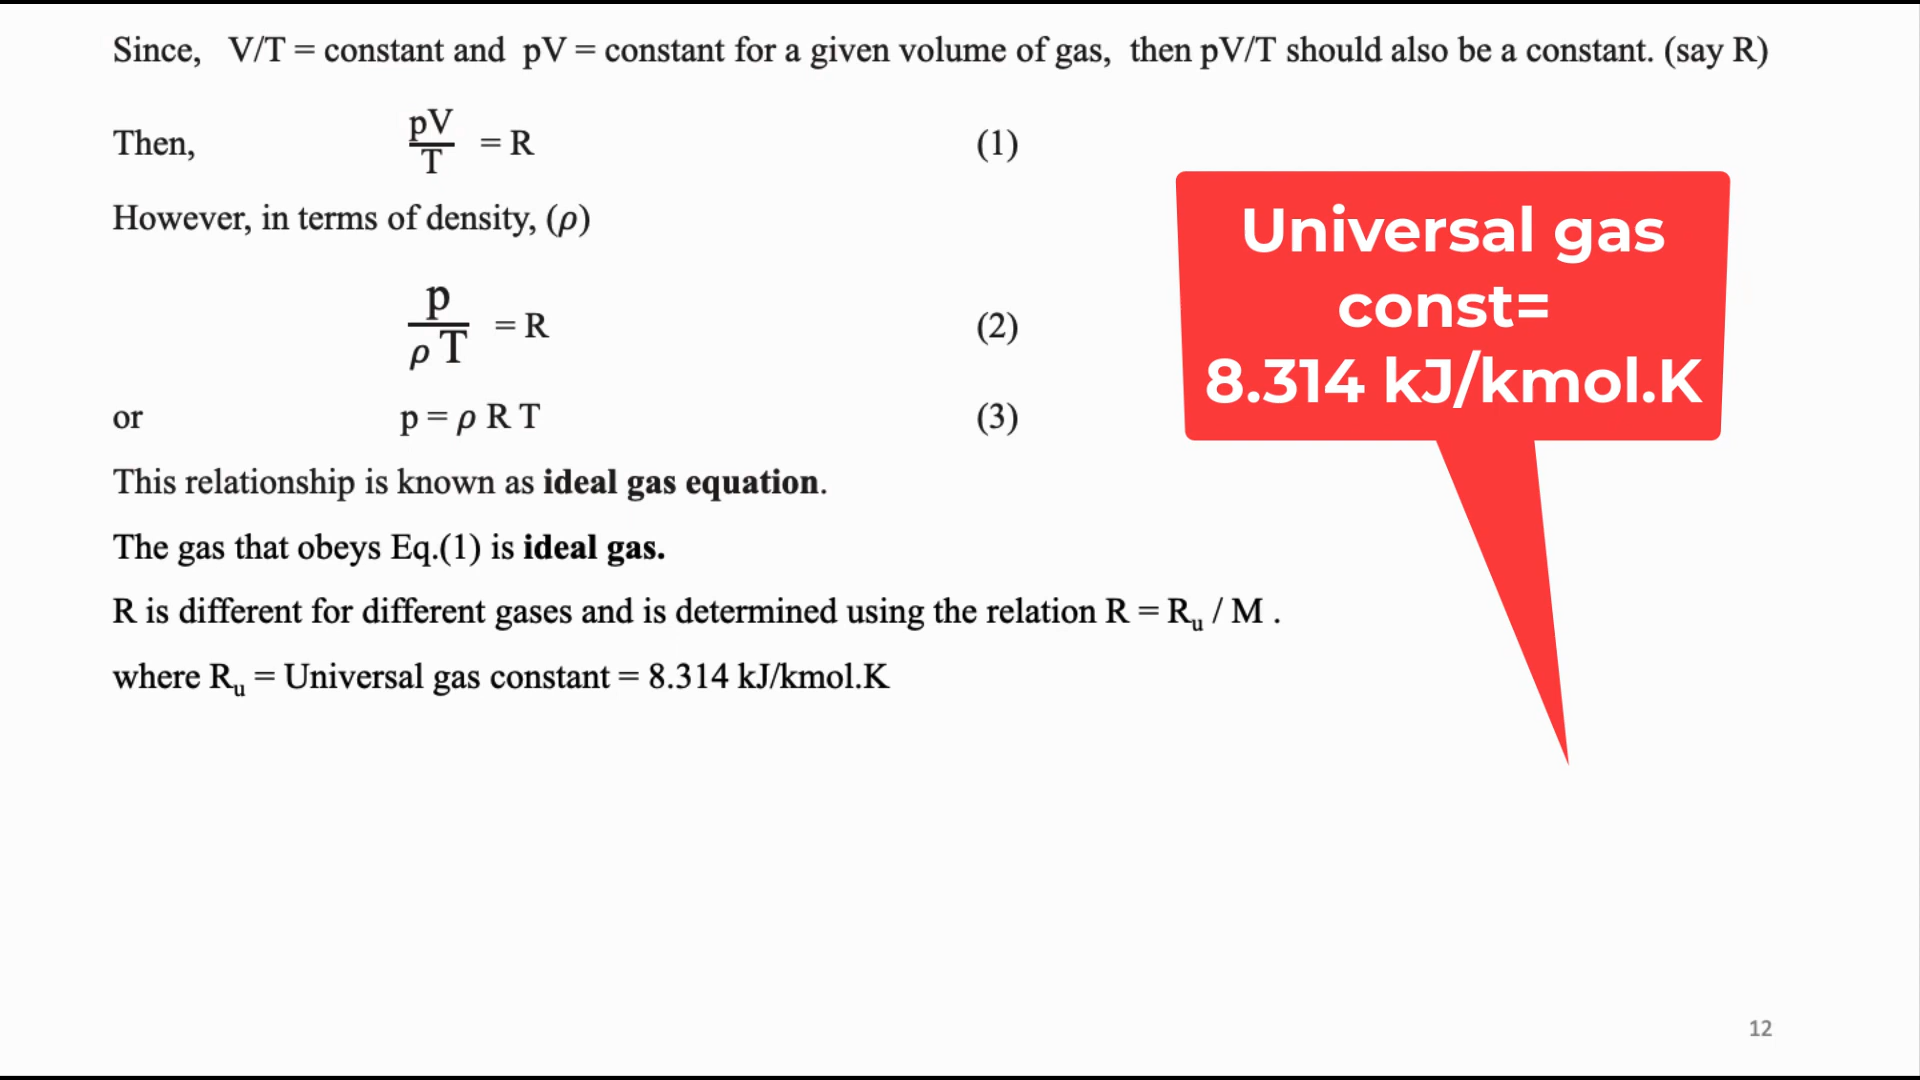 Since, V/T = constant and pV = constant for a given volume of gas, then pV/T should also be a constant. (say R)
Then, pV/T = R (1)
However, in terms of density, (ρ)
p/ρ T = R (2)
or p = ρ R T (3)
This relationship is known as ideal gas equation.
The gas that obeys Eq.(1) is ideal gas.
R is different for different gases and is determined using the relation R = Ru / M .
where Ru = Universal gas constant = 8.314 kJ/kmol.K
Universal gas
const=
8.314 kJ/kmol.K
12